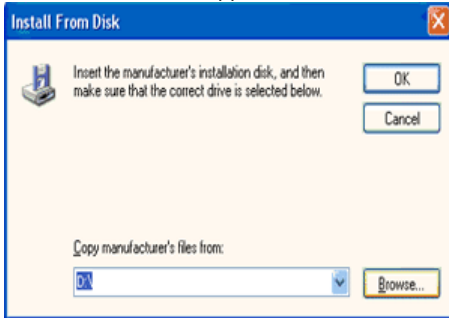 Install From Disk
Insert the manufacturer's installation disk, and then
make sure that the correct drive is selected below.
OK
Cancel
Copy manufacturer's files from:
D:\
Browse...